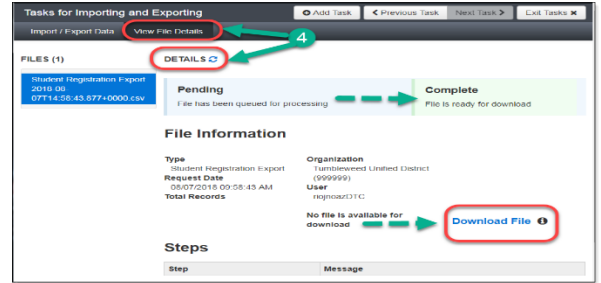 Tasks for Importing and Exporting
Add Task
Previous Task
Next Task
Exit Tasks
Import / Export Data
View File Details
4
FILES (1)
DETAILS
Student Registration Export
2018-08
07T14:58:43.877+0000.csv
Pending
File has been queued for processing
Complete
File is ready for download
File Information
Type
Student Registration Export
Request Date
08/07/2018 09:58:43 AM
Total Records
Organization
Tumbleweed Unified District
(999999)
User
No file is available for
download
Download File
Steps
Step
Message